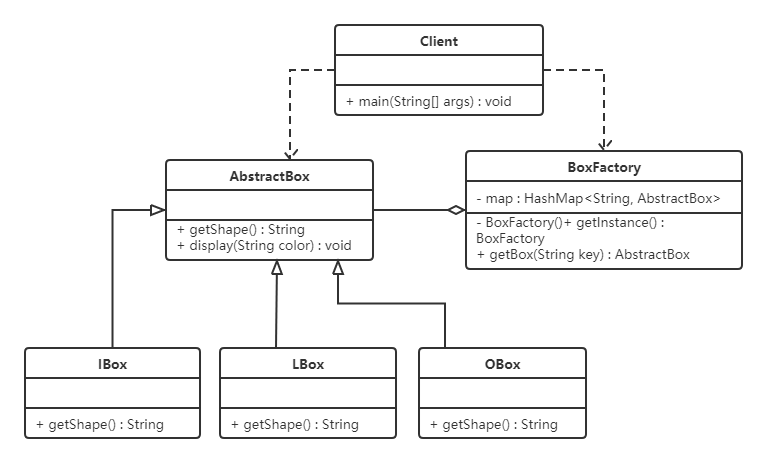 Client
+ main(String[] args) : void
AbstractBox
+ getShape() : String
+ display(String color) : void
BoxFactory
- map : HashMap<String, AbstractBox>
- BoxFactory()+ getInstance() :
BoxFactory
+ getBox(String key) : AbstractBox
IBox
+ getShape() : String
LBox
+ getShape() : String
OBox
+ getShape() : String